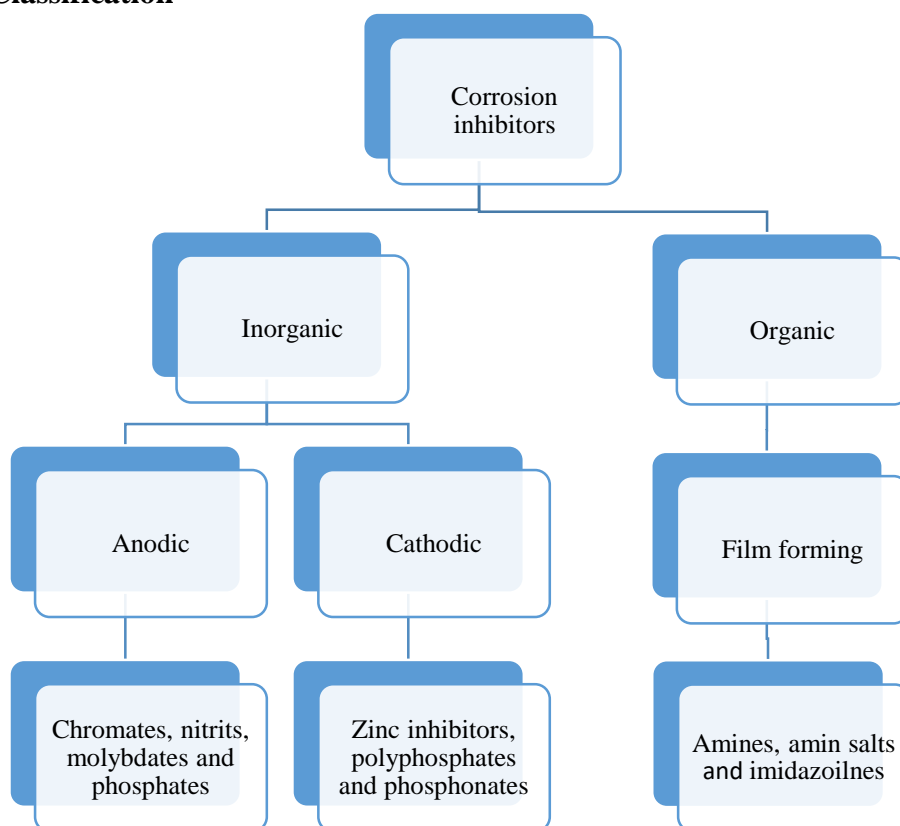 Classification
Corrosion
inhibitors
Inorganic
Organic
Anodic
Cathodic
Film forming
Chromates, nitrits,
molybdates and
phosphates
Zinc inhibitors,
polyphosphates
and phosphonates
Amines, amin salts
and imidazoilnes